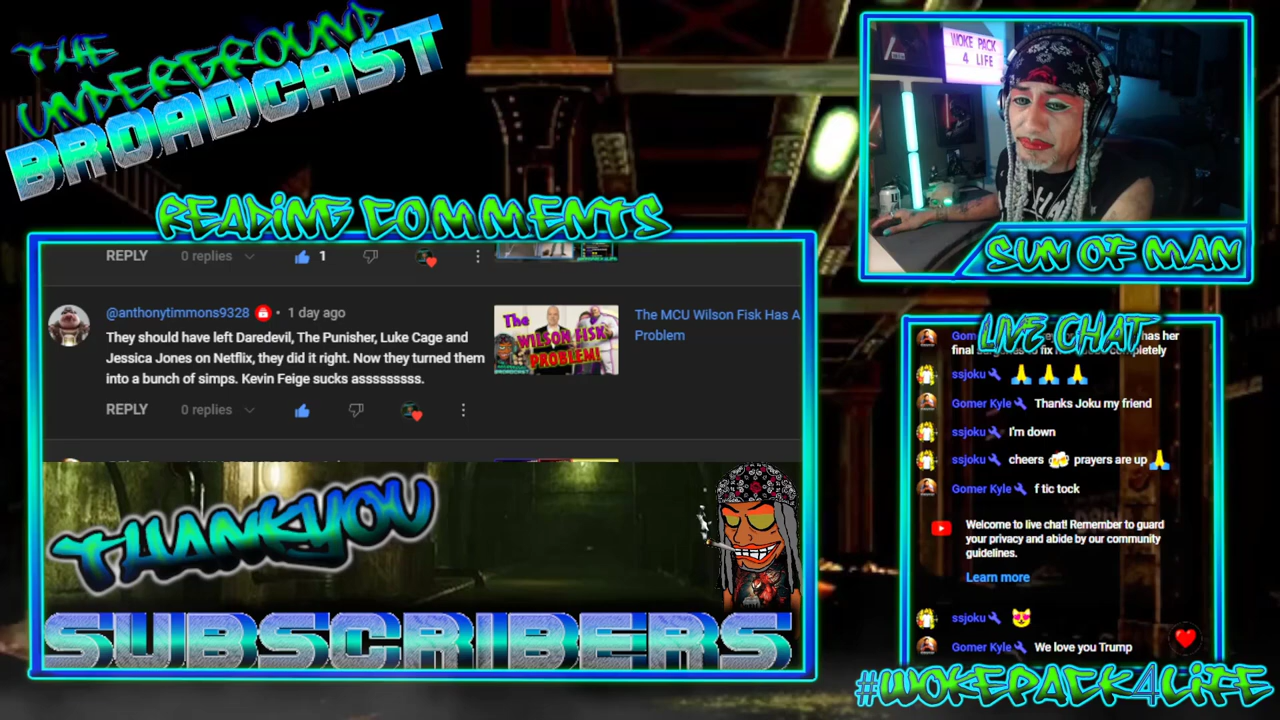 THE
UNDERGROUND
BROADCAST
READING COMMENTS
REPLY 0 replies 1
@anthonytimmons9328 • 1 day ago
They should have left Daredevil, The Punisher, Luke Cage and
Jessica Jones on Netflix, they did it right. Now they turned them
into a bunch of simps. Kevin Feige sucks asssssssss.
REPLY 0 replies
The
WILSON FISK
PROBLEM!
The MCU Wilson Fisk Has A
Problem
THANKYOU
SUBSCRIBERS
WOKE PACK
4 LIFE
SUN OF MAN
LIVE CHAT
has her
final
completely
ssjoku 🙏 🙏 🙏
Gomer Kyle Thanks Joku my friend
ssjoku I'm down
ssjoku cheers 🍻 prayers are up 🙏
Gomer Kyle f tic tock
Welcome to live chat! Remember to guard
your privacy and abide by our community
guidelines.
Learn more
ssjoku 😻
Gomer Kyle We love you Trump
#WOKEPACK4LIFE